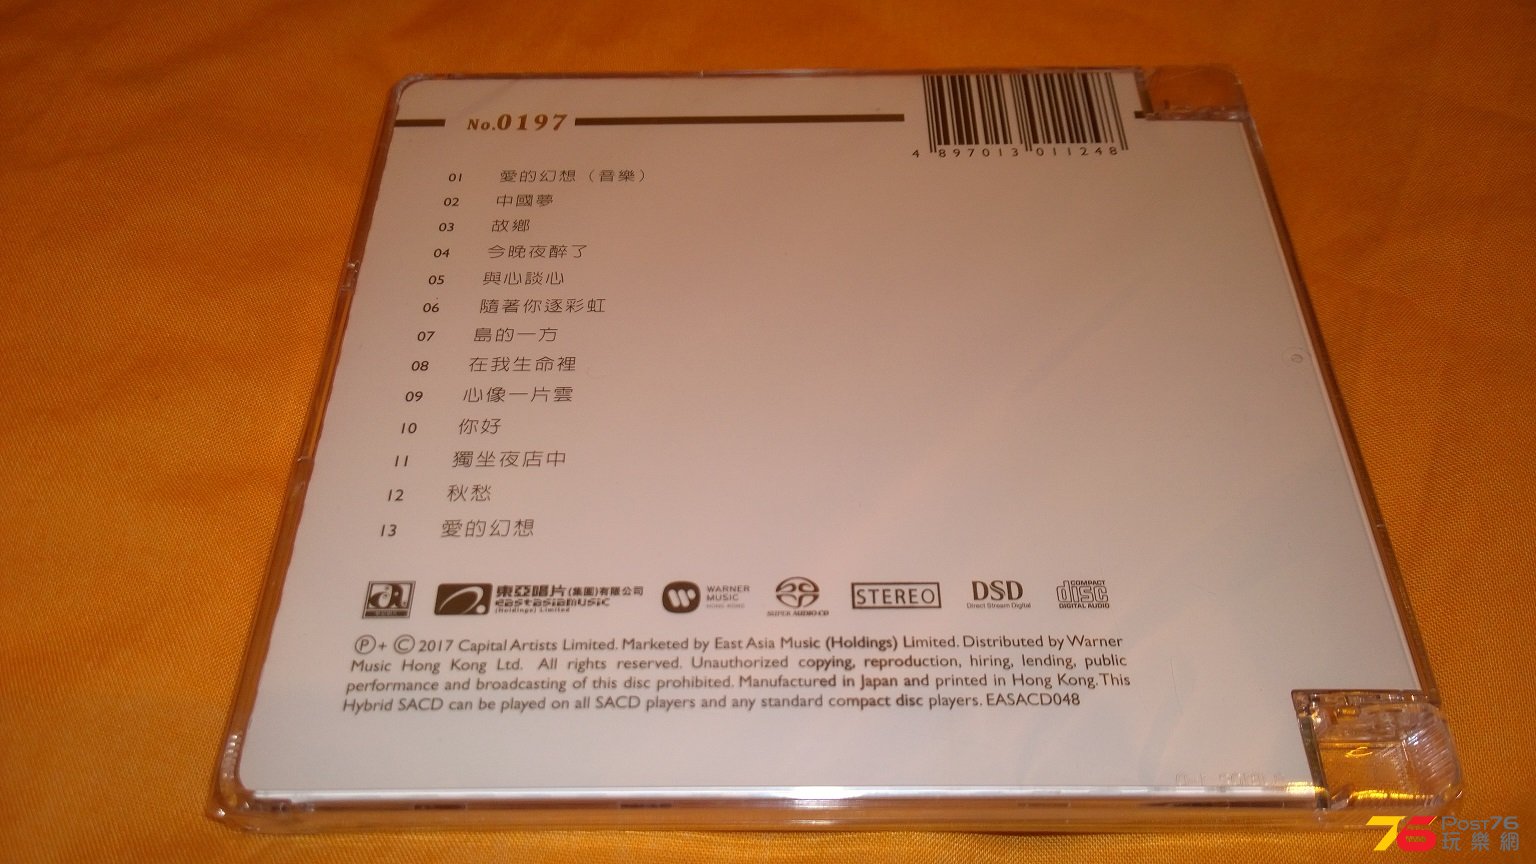 No.0197
4 897013 011248
01 愛的幻想（音樂）
02 中國夢
03 故鄉
04 今晚夜醉了
05 與心談心
06 隨著你逐彩虹
07 島的一方
08 在我生命裡
09 心像一片雲
10 你好
11 獨坐夜店中
12 秋愁
13 愛的幻想
東亞唱片(集團)有限公司
eastasiamusic
(Holdings) Limited
WARNER
MUSIC
HONG KONG
SUPER AUDIO CD
STEREO
DSD
Direct Stream Digital
COMPACT
disc
DIGITAL AUDIO
Ⓟ+ Ⓒ 2017 Capital Artists Limited. Marketed by East Asia Music (Holdings) Limited. Distributed by Warner
Music Hong Kong Ltd. All rights reserved. Unauthorized copying, reproduction, hiring, lending, public
performance and broadcasting of this disc prohibited. Manufactured in Japan and printed in Hong Kong. This
Hybrid SACD can be played on all SACD players and any standard compact disc players. EASACD048
76 POST76
玩樂網